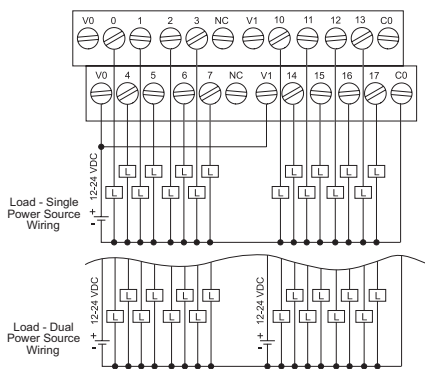 V0 0 1 2 3 NC V1 10 11 12 13 C0
V0 4 5 6 7 NC V1 14 15 16 17 C0
12-24 VDC
L L L L L L L L
L L L L L L L L
Load - Single
Power Source
Wiring
+
-
12-24 VDC 12-24 VDC
L L L L L L L L
L L L L L L L L
Load - Dual
Power Source
Wiring
+ +
- -